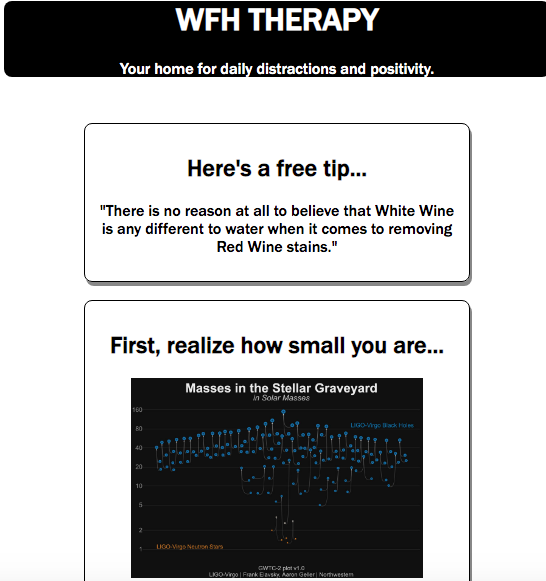 WFH THERAPY
Your home for daily distractions and positivity.
Here's a free tip...
"There is no reason at all to believe that White Wine
is any different to water when it comes to removing
Red Wine stains."
First, realize how small you are...
Masses in the Stellar Graveyard
in Solar Masses
160
80
LIGO-Virgo Black Holes
40
20
10
5
2
LIGO-Virgo Neutron Stars
1
GWTC-2 plot v1.0
LIGO-Virgo | Frank Elavsky, Aaron Geller | Northwestern